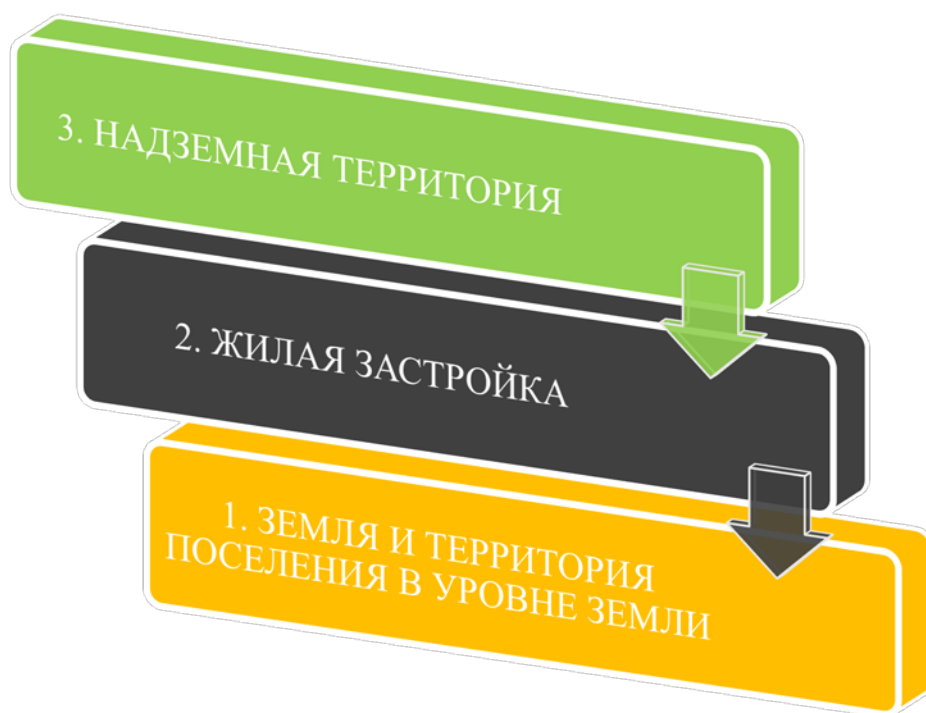 3. НАДЗЕМНАЯ ТЕРРИТОРИЯ
2. ЖИЛАЯ ЗАСТРОЙКА
1. ЗЕМЛЯ И ТЕРРИТОРИЯ
ПОСЕЛЕНИЯ В УРОВНЕ ЗЕМЛИ